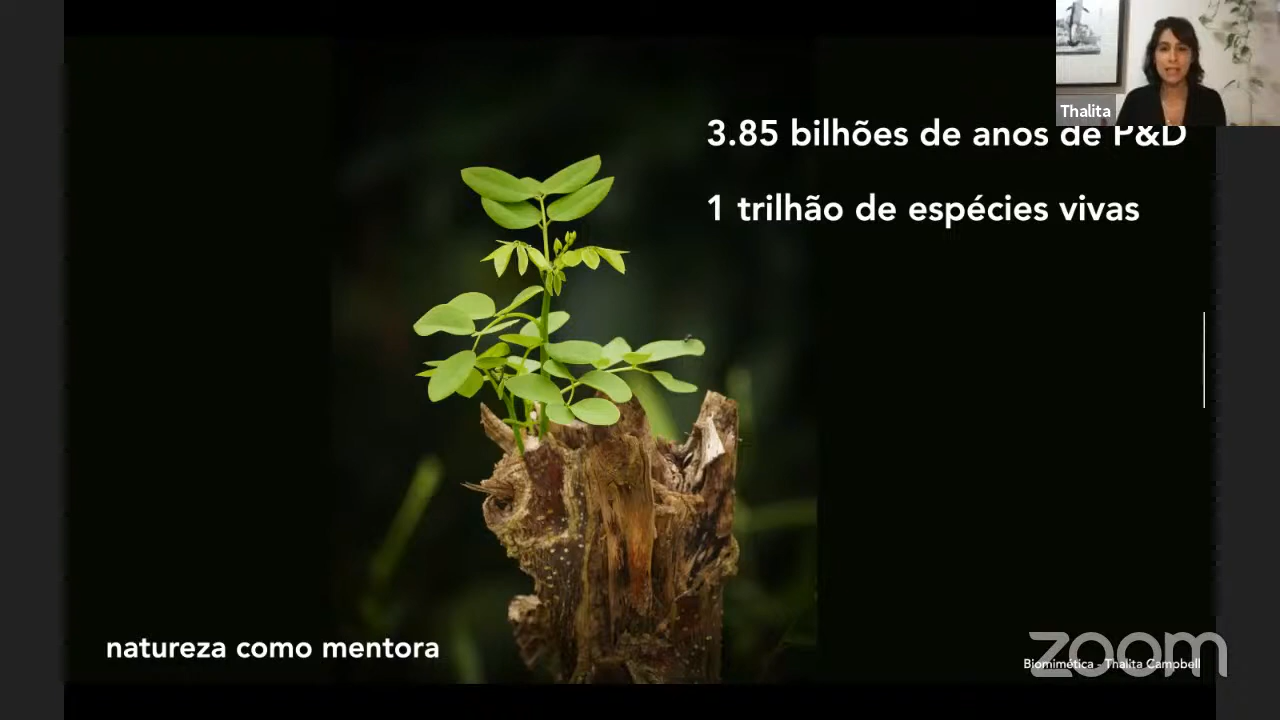 Thalita
3.85 bilhões de anos de P&D
1 trilhão de espécies vivas
natureza como mentora
zoom
Biomimética - Thalita Campbell